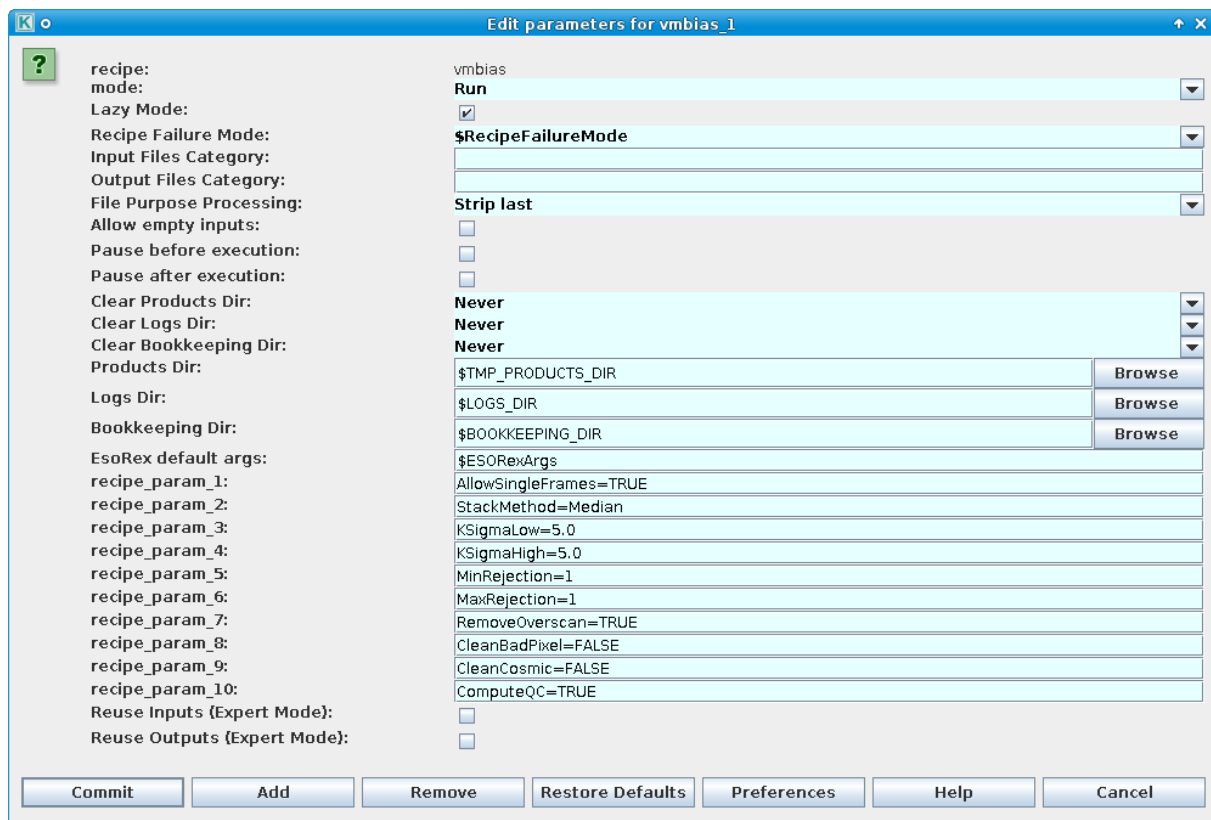 K Edit parameters for vmbias_1
?
recipe: vmbias
mode: Run
Lazy Mode:
Recipe Failure Mode: $RecipeFailureMode
Input Files Category:
Output Files Category:
File Purpose Processing: Strip last
Allow empty inputs:
Pause before execution:
Pause after execution:
Clear Products Dir: Never
Clear Logs Dir: Never
Clear Bookkeeping Dir: Never
Products Dir: $TMP_PRODUCTS_DIR Browse
Logs Dir: $LOGS_DIR Browse
Bookkeeping Dir: $BOOKKEEPING_DIR Browse
EsoRex default args: $ESORexArgs
recipe_param_1: AllowSingleFrames=TRUE
recipe_param_2: StackMethod=Median
recipe_param_3: KSigmaLow=5.0
recipe_param_4: KSigmaHigh=5.0
recipe_param_5: MinRejection=1
recipe_param_6: MaxRejection=1
recipe_param_7: RemoveOverscan=TRUE
recipe_param_8: CleanBadPixel=FALSE
recipe_param_9: CleanCosmic=FALSE
recipe_param_10: ComputeQC=TRUE
Reuse Inputs (Expert Mode):
Reuse Outputs (Expert Mode):
Commit Add Remove Restore Defaults Preferences Help Cancel